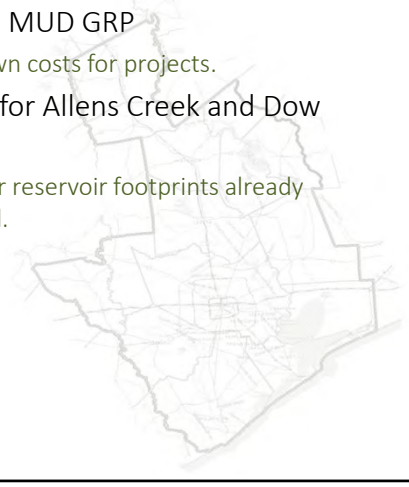 MUD GRP
wn costs for projects.
for Allens Creek and Dow
r reservoir footprints already
.